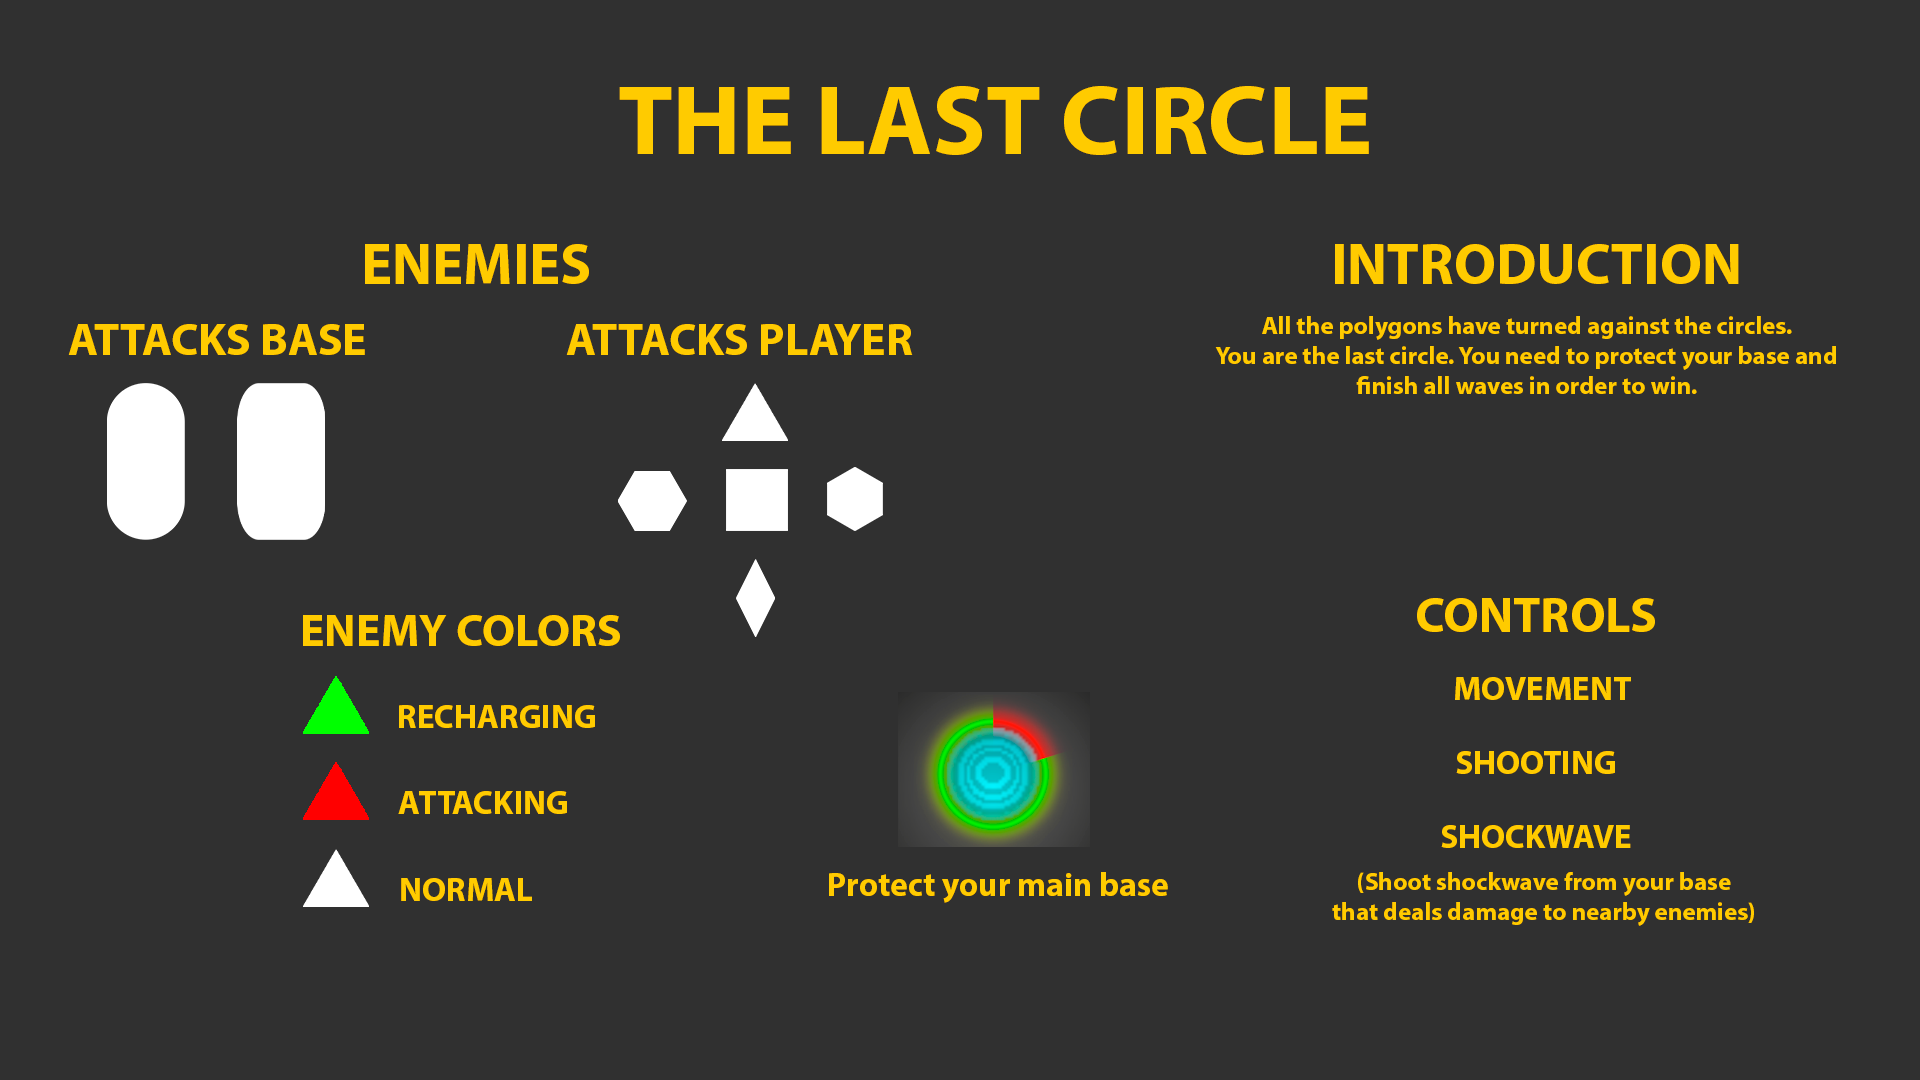 THE LAST CIRCLE
ENEMIES
ATTACKS BASE
ATTACKS PLAYER
ENEMY COLORS
RECHARGING
ATTACKING
NORMAL
Protect your main base
INTRODUCTION
All the polygons have turned against the circles.
You are the last circle. You need to protect your base and
finish all waves in order to win.
CONTROLS
MOVEMENT
SHOOTING
SHOCKWAVE
(Shoot shockwave from your base
that deals damage to nearby enemies)